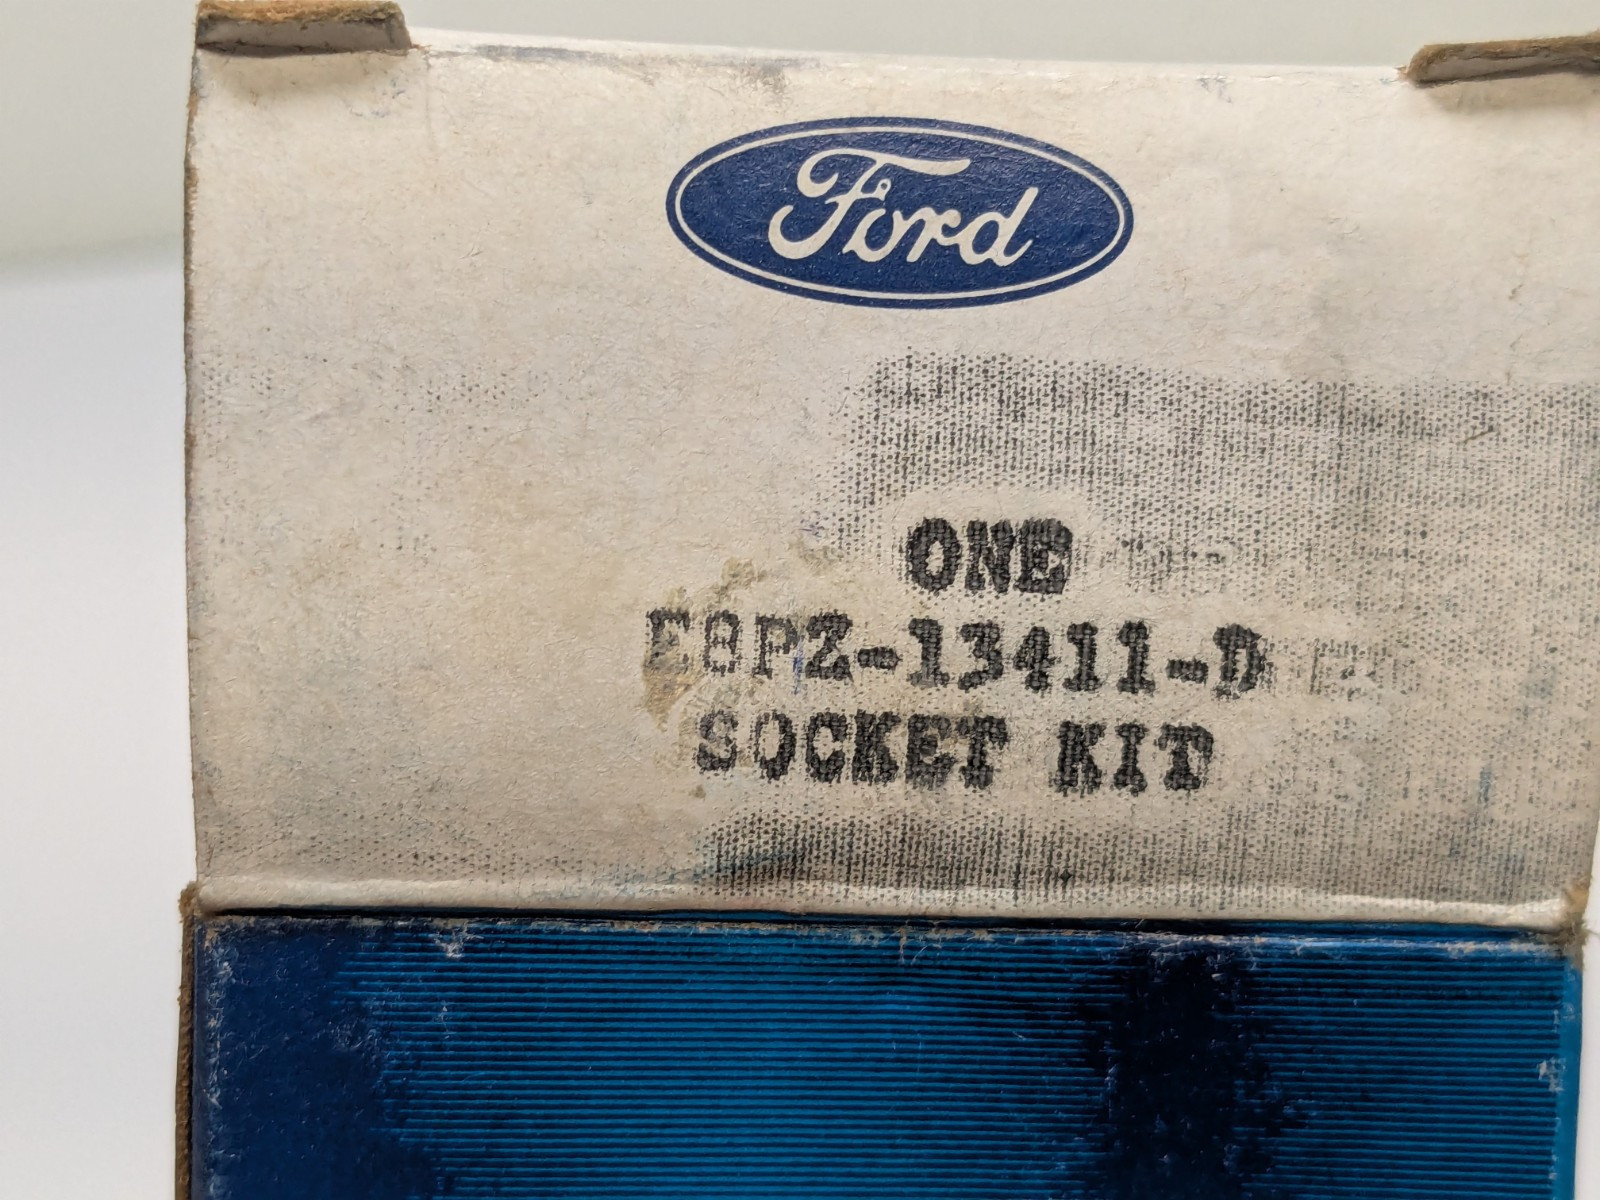 Ford
ONE
E8PZ-13411-D
SOCKET KIT